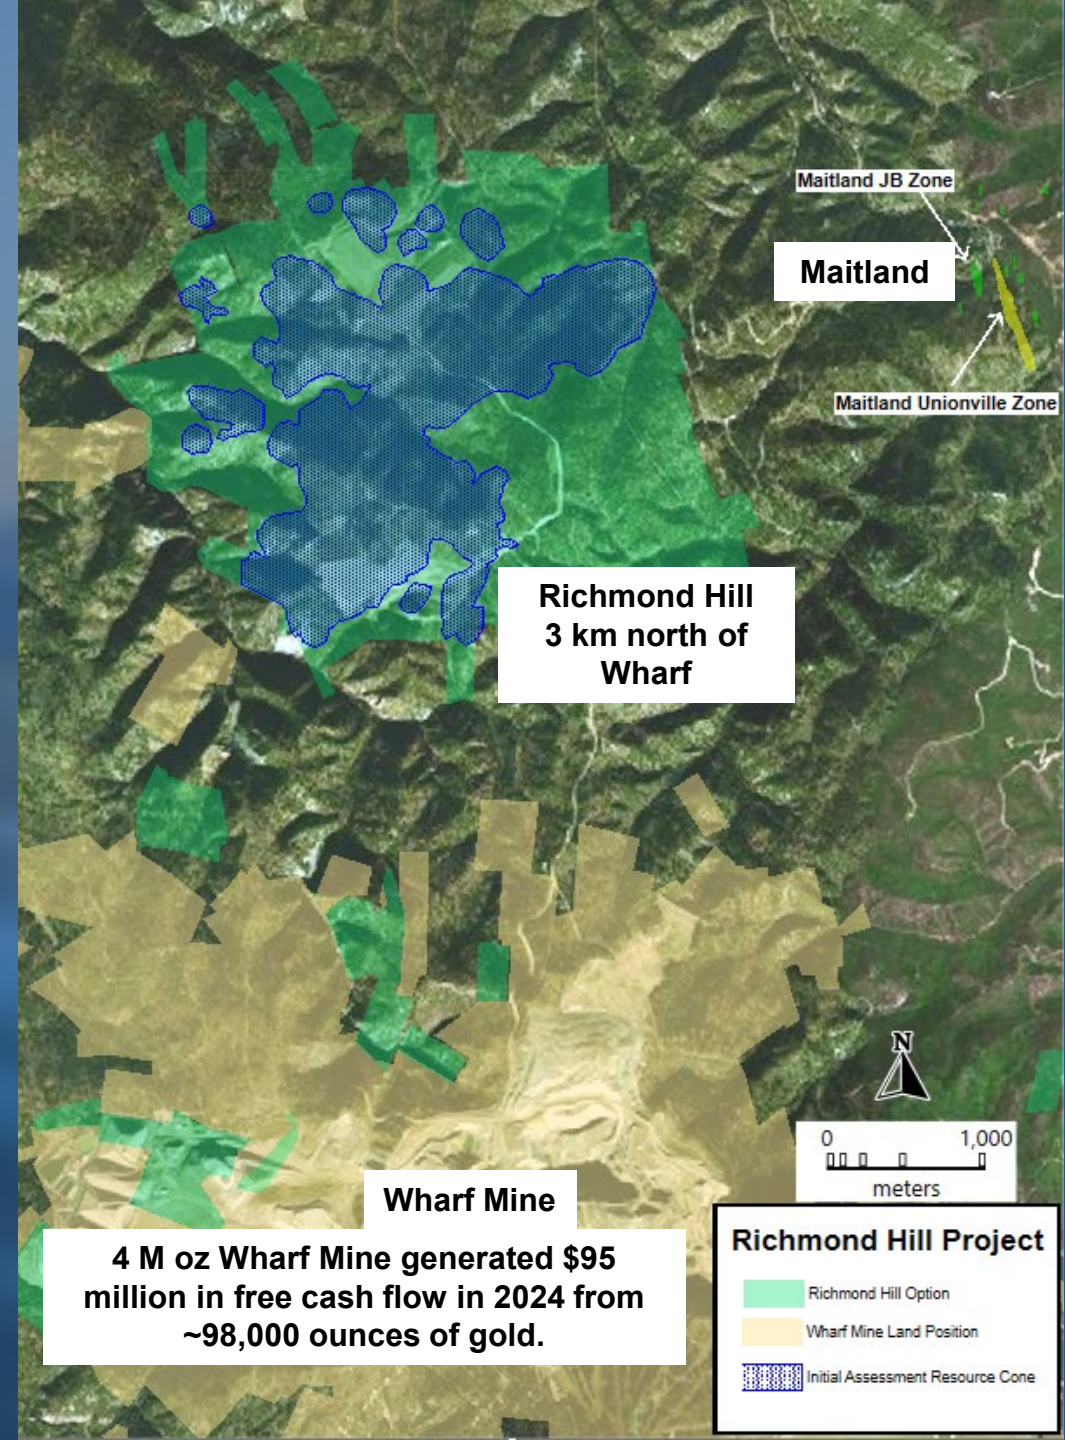 Maitland JB Zone
Maitland
Maitland Unionville Zone
Richmond Hill
3 km north of
Wharf
N
0 1,000
meters
Wharf Mine
4 M oz Wharf Mine generated $95
million in free cash flow in 2024 from
~98,000 ounces of gold.
Richmond Hill Project
Richmond Hill Option
Wharf Mine Land Position
Initial Assessment Resource Cone